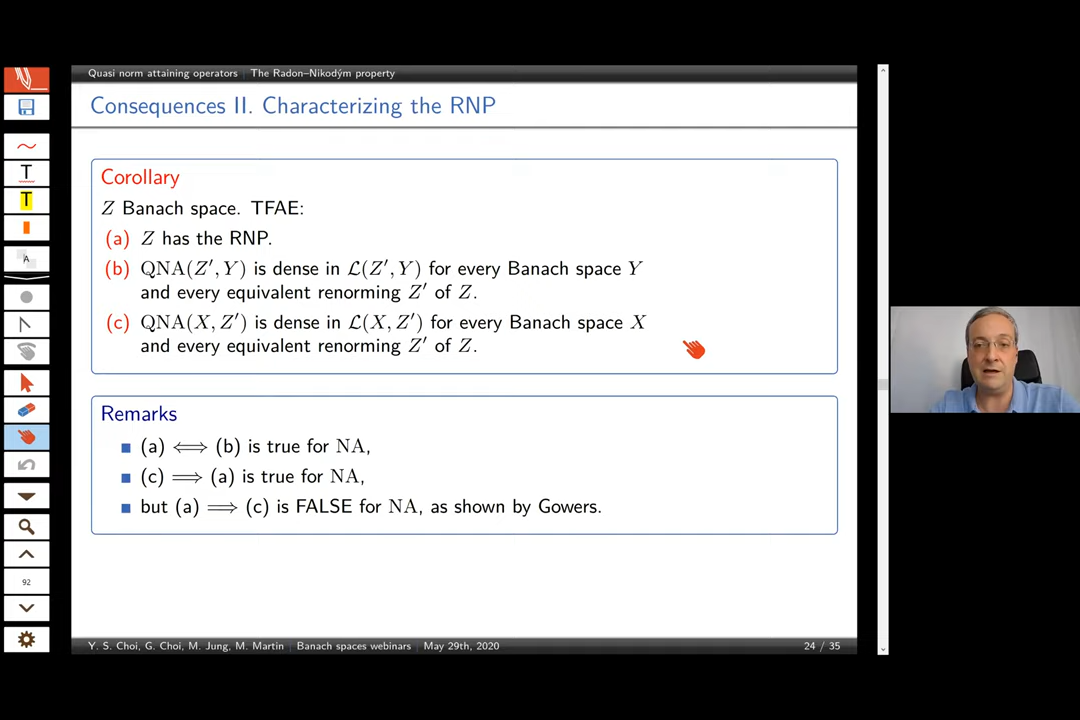 Quasi norm attaining operators | The Radon–Nikodým property
Consequences II. Characterizing the RNP
Corollary
Z Banach space. TFAE:
(a) Z has the RNP.
(b) QNA(Z′, Y) is dense in ℒ(Z′, Y) for every Banach space Y
and every equivalent renorming Z′ of Z.
(c) QNA(X, Z′) is dense in ℒ(X, Z′) for every Banach space X
and every equivalent renorming Z′ of Z.
Remarks
■ (a) ⟺ (b) is true for NA,
■ (c) ⟹ (a) is true for NA,
■ but (a) ⟹ (c) is FALSE for NA, as shown by Gowers.
Y. S. Choi, G. Choi, M. Jung, M. Martin | Banach spaces webinars | May 29th, 2020 24 / 35
T
T
A
92